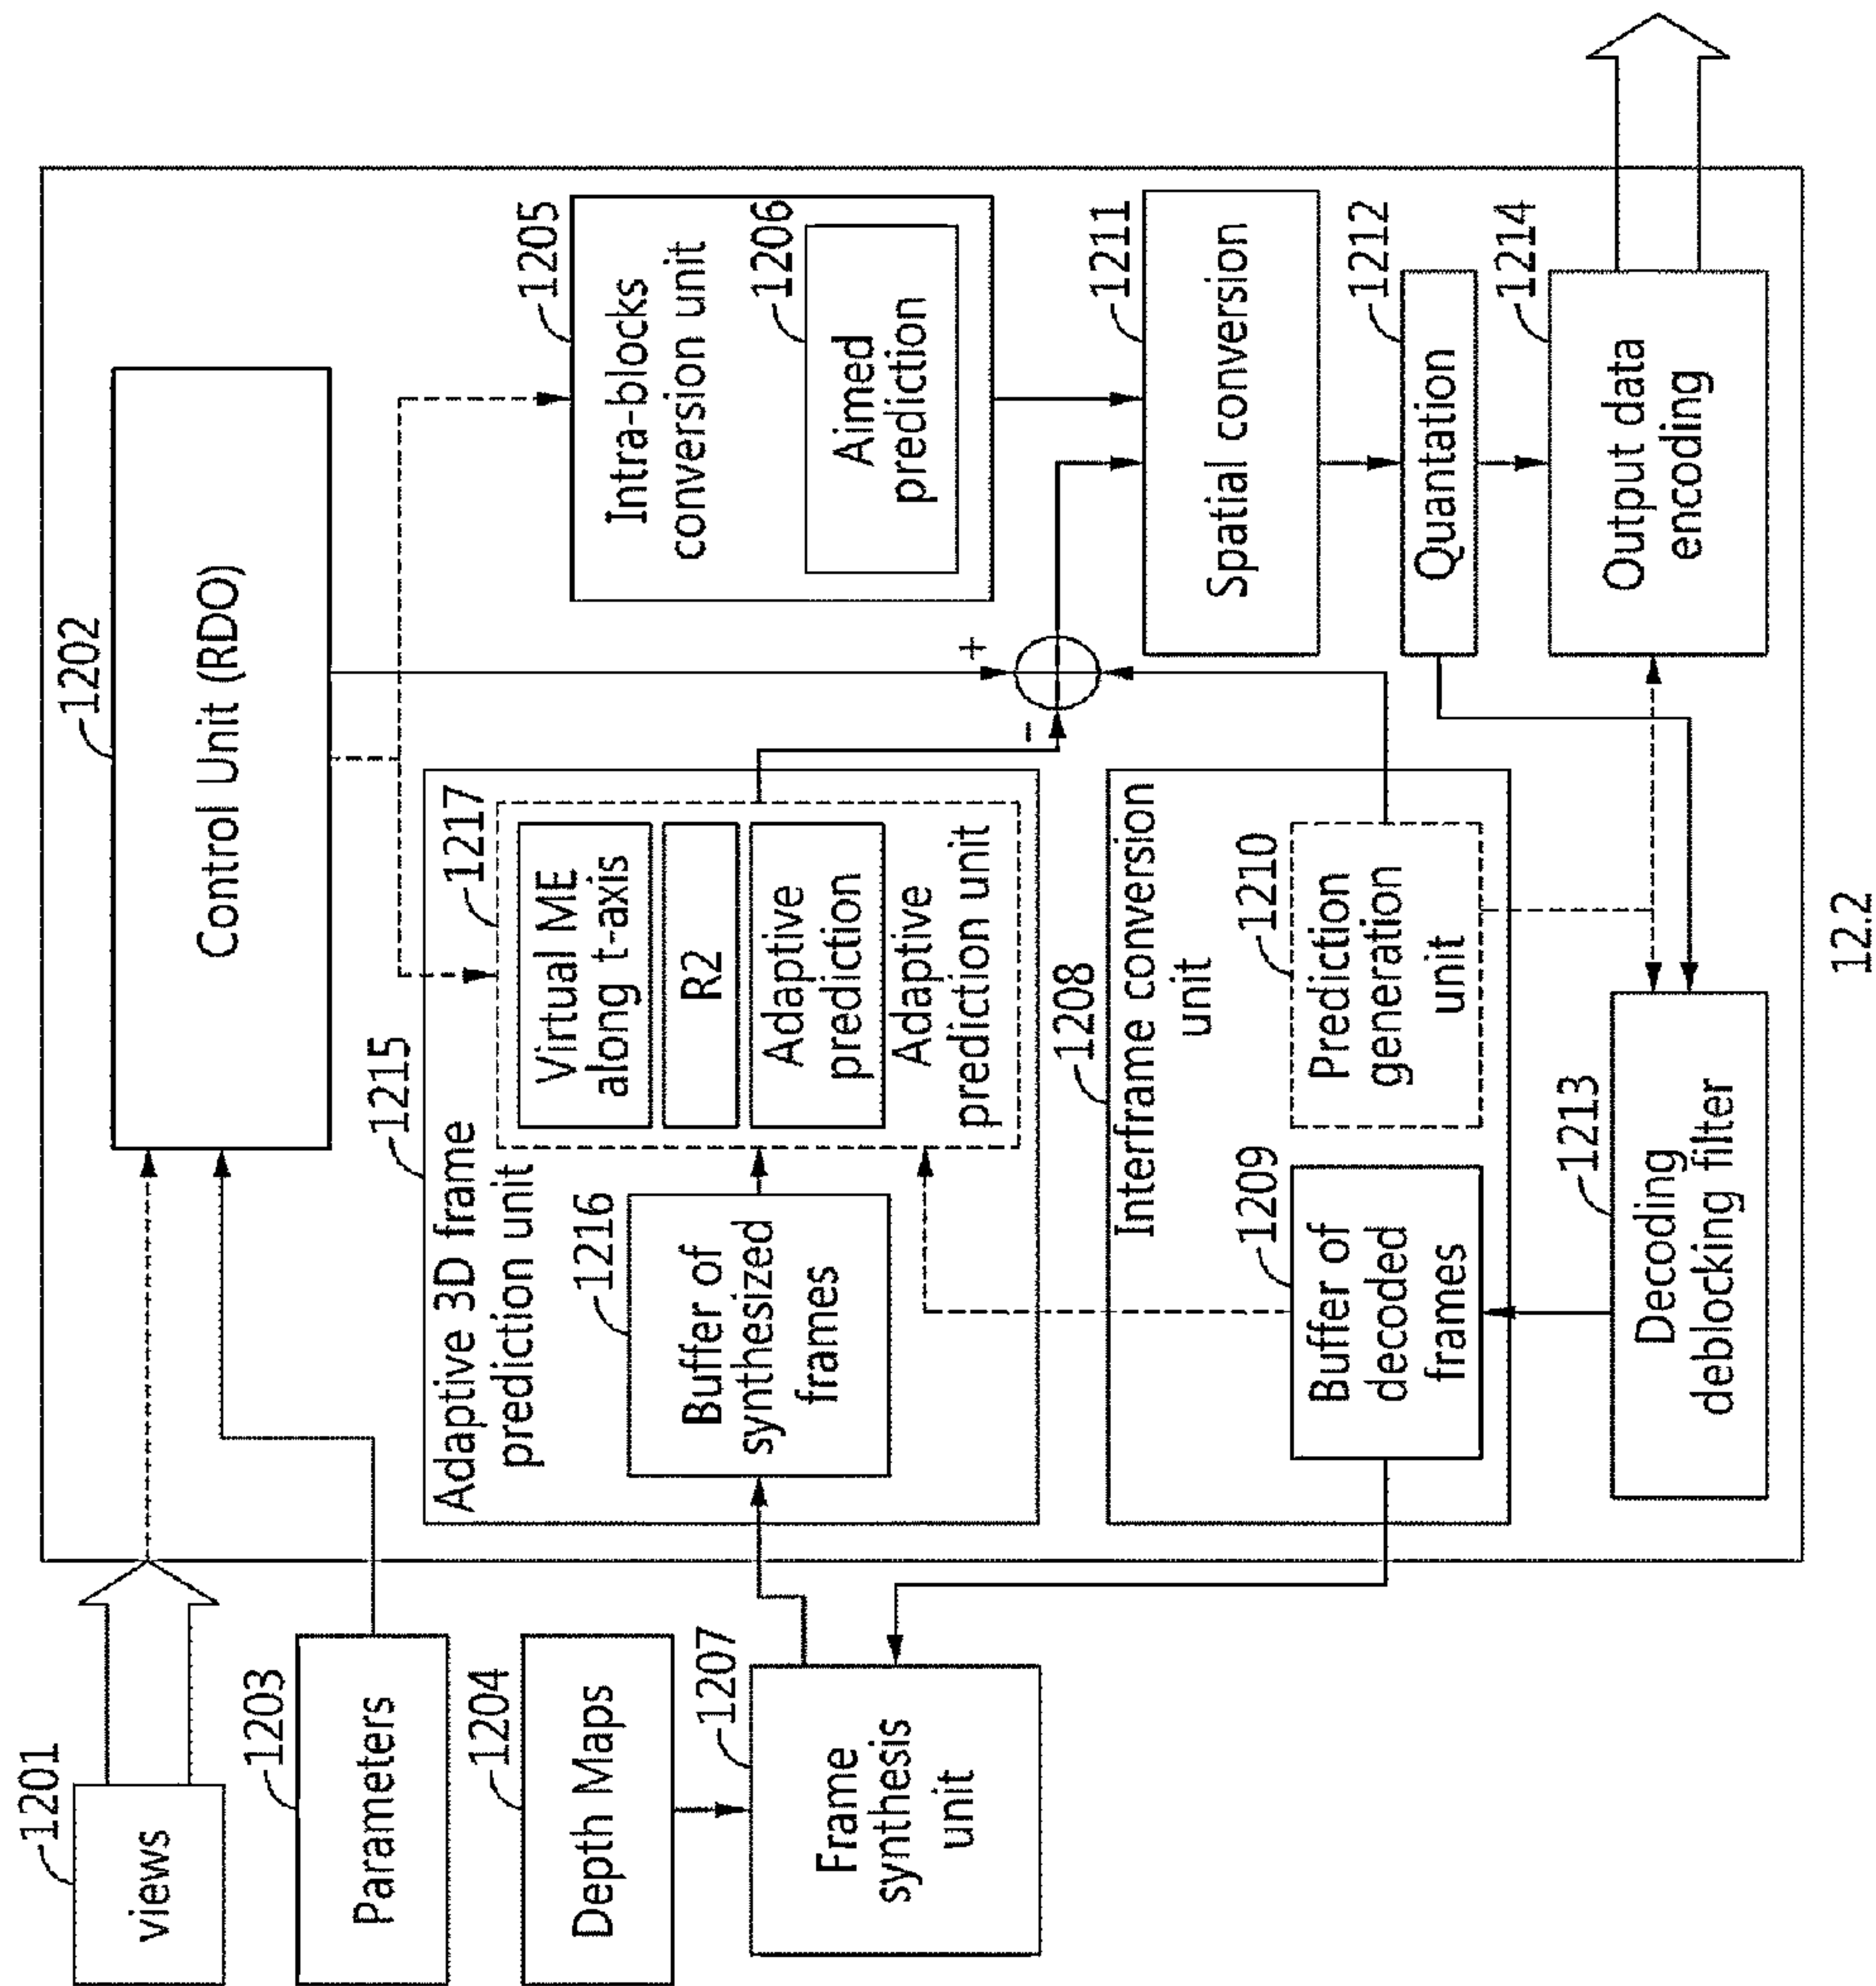 1201
views
1203
Parameters
1204
Depth Maps
1207
Frame
synthesis
unit
1202
Control Unit (RDO)
1215
Adaptive 3D frame
prediction unit
1216
Buffer of
synthesized
frames
1217
Virtual ME
along t-axis
R2
Adaptive
prediction
Adaptive
prediction unit
1205
Intra-blocks
conversion unit
1206
Aimed
prediction
+
-
1208
Interframe conversion
unit
1209
Buffer of
decoded
frames
1210
Prediction
generation
unit
1211
Spatial conversion
1212
Quantation
1213
Decoding
deblocking filter
1214
Output data
encoding
12.2